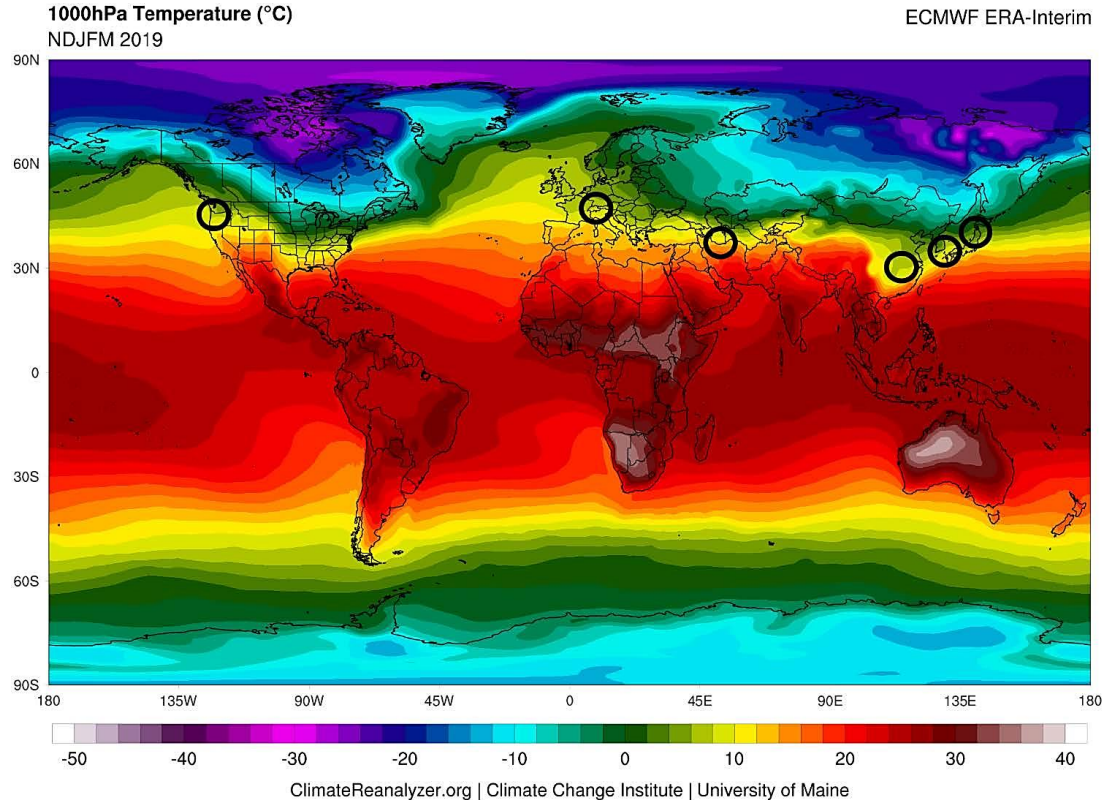 1000hPa Temperature (°C)
ECMWF ERA-Interim
NDJFM 2019
90N
60N
30N
0
30S
60S
90S
180 135W 90W 45W 0 45E 90E 135E 180
-50 -40 -30 -20 -10 0 10 20 30 40
ClimateReanalyzer.org | Climate Change Institute | University of Maine